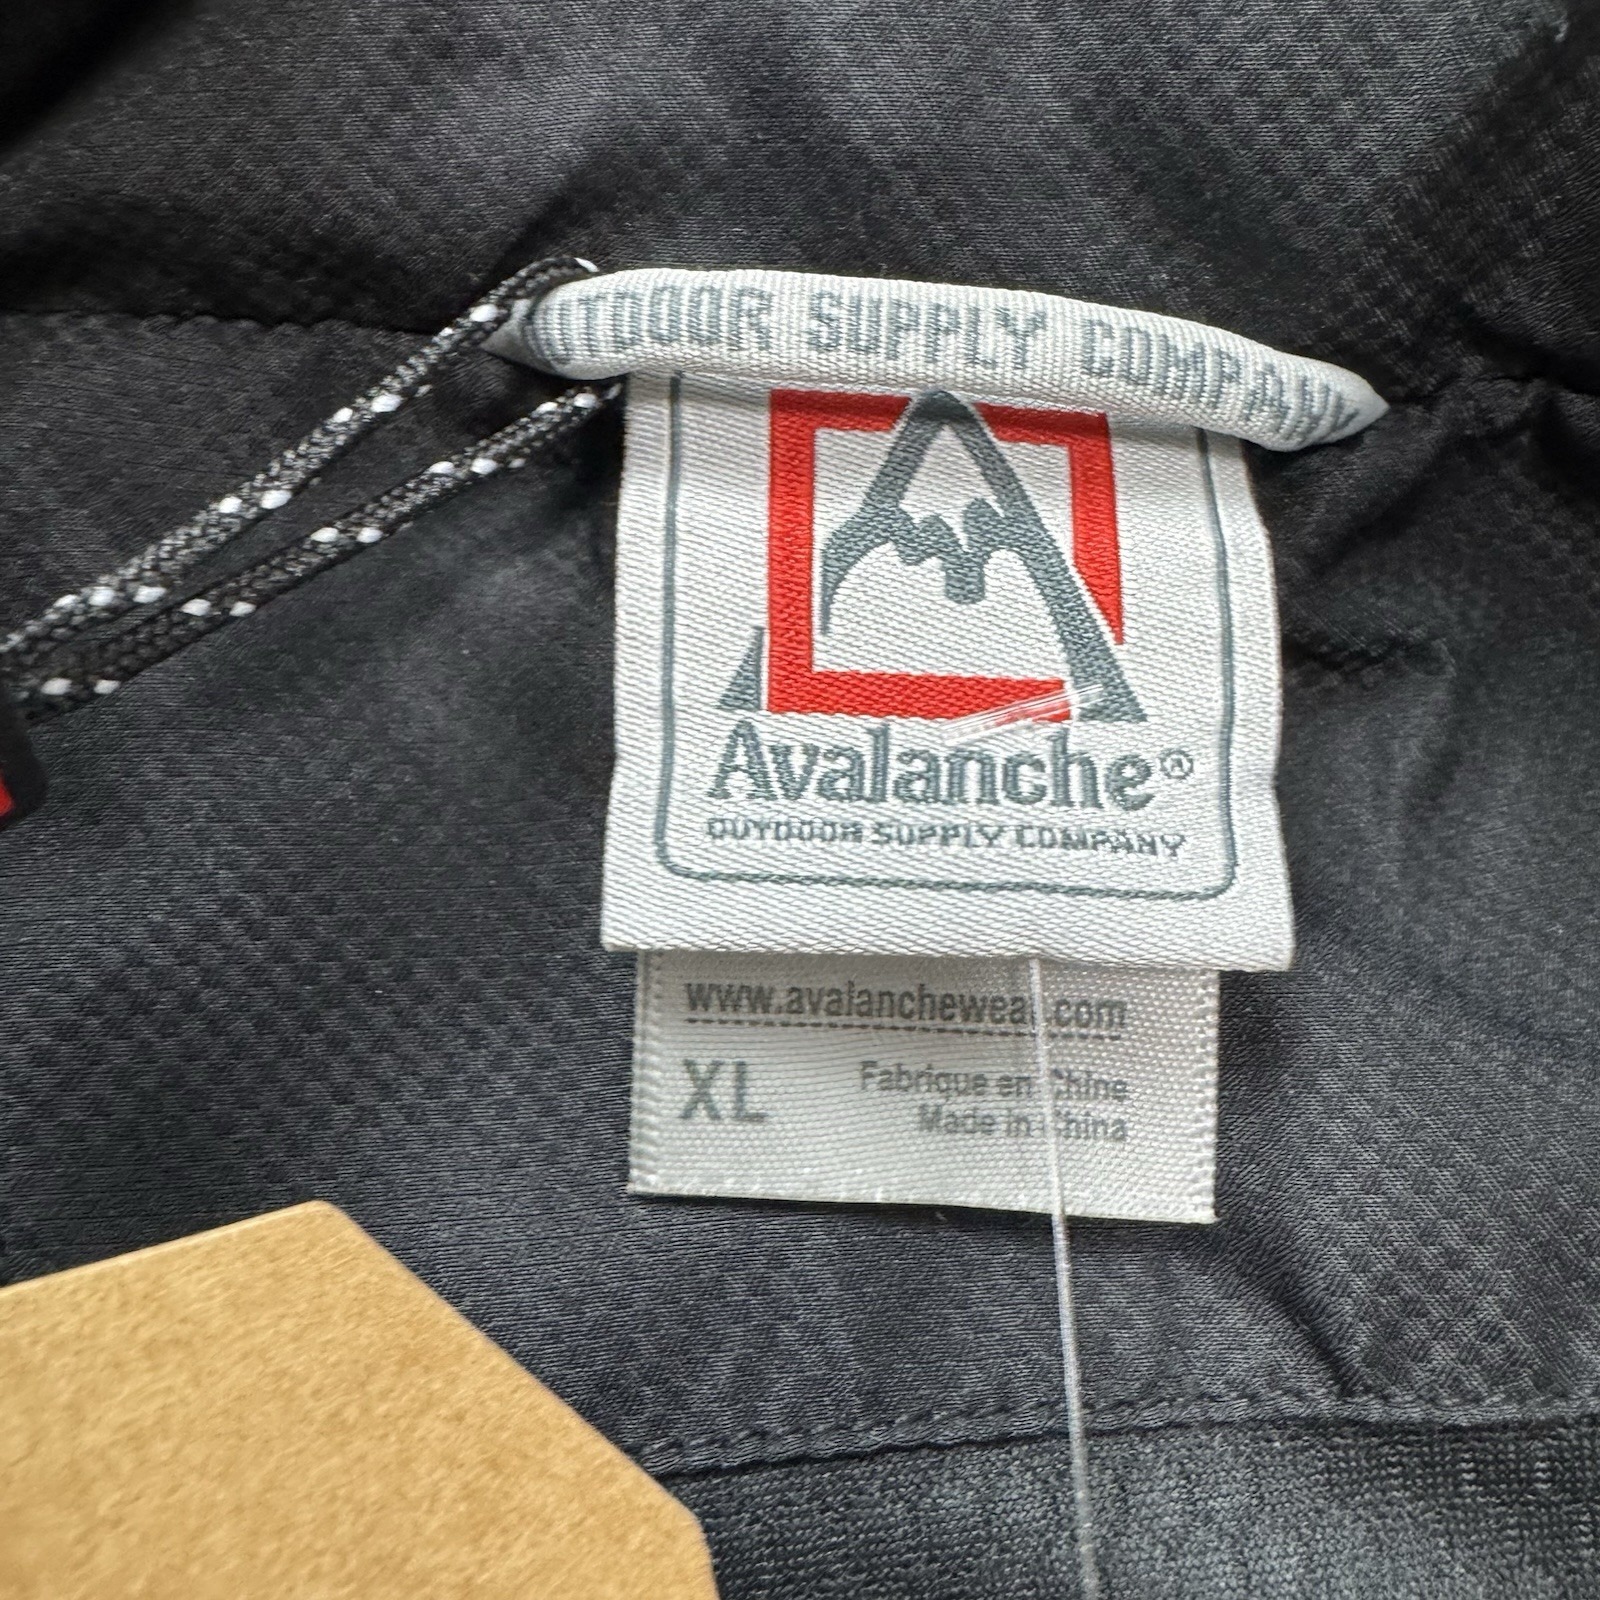 OUTDOOR SUPPLY COMPANY
Avalanche®
OUTDOOR SUPPLY COMPANY
www.avalanchewear.com
XL
Fabrique en Chine
Made in China